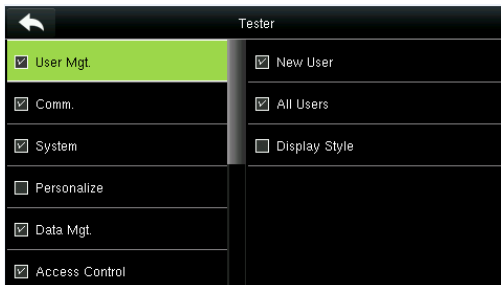 Tester
User Mgt.
Comm.
System
Personalize
Data Mgt.
Access Control
New User
All Users
Display Style